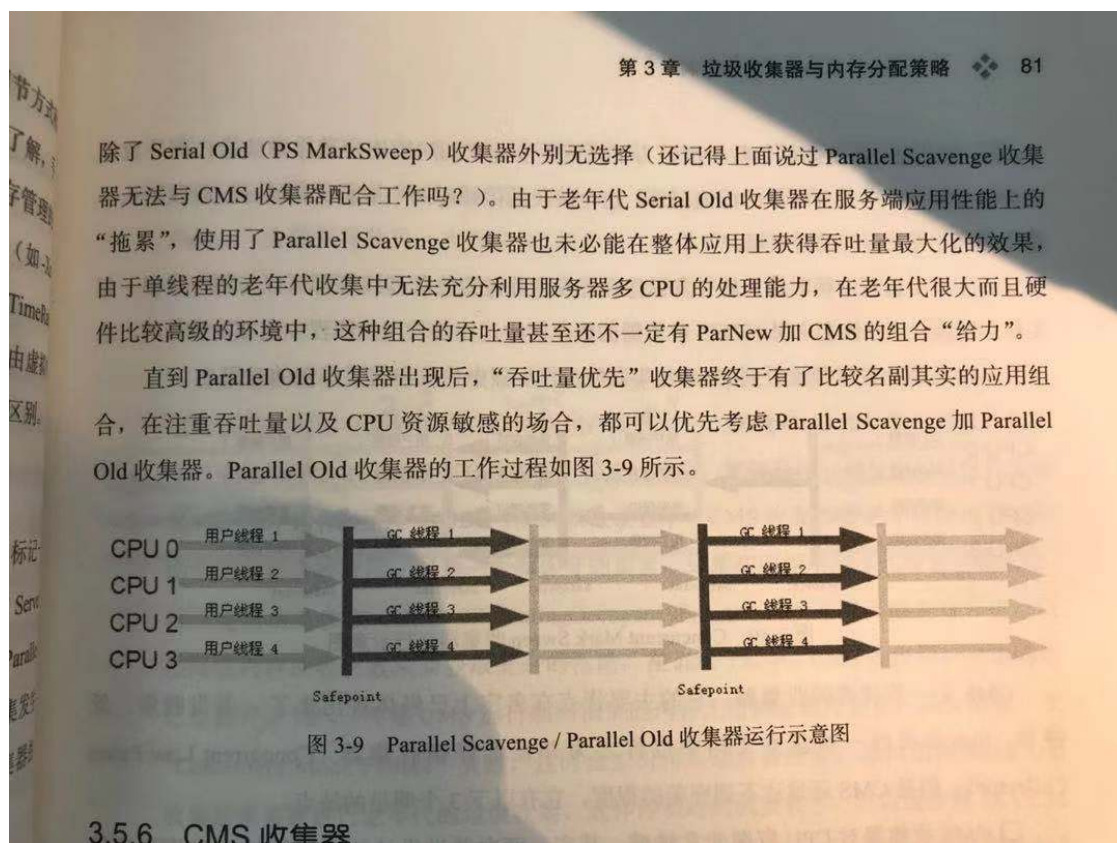 第 3 章 垃圾收集器与内存分配策略 81
除了 Serial Old（PS MarkSweep）收集器外别无选择（还记得上面说过 Parallel Scavenge 收集
器无法与 CMS 收集器配合工作吗？）。由于老年代 Serial Old 收集器在服务端应用性能上的
“拖累”，使用了 Parallel Scavenge 收集器也未必能在整体应用上获得吞吐量最大化的效果，
由于单线程的老年代收集中无法充分利用服务器多 CPU 的处理能力，在老年代很大而且硬
件比较高级的环境中，这种组合的吞吐量甚至还不一定有 ParNew 加 CMS 的组合“给力”。
直到 Parallel Old 收集器出现后，“吞吐量优先”收集器终于有了比较名副其实的应用组
合，在注重吞吐量以及 CPU 资源敏感的场合，都可以优先考虑 Parallel Scavenge 加 Parallel
Old 收集器。Parallel Old 收集器的工作过程如图 3-9 所示。
CPU 0 用户线程 1 GC 线程 1 GC 线程 1
CPU 1 用户线程 2 GC 线程 2 GC 线程 2
CPU 2 用户线程 3 GC 线程 3 GC 线程 3
CPU 3 用户线程 4 GC 线程 4 GC 线程 4
Safepoint Safepoint
图 3-9 Parallel Scavenge / Parallel Old 收集器运行示意图
3.5.6 CMS 收集器
节方式
了解，
存管理
（如
由虚
区别。
标记